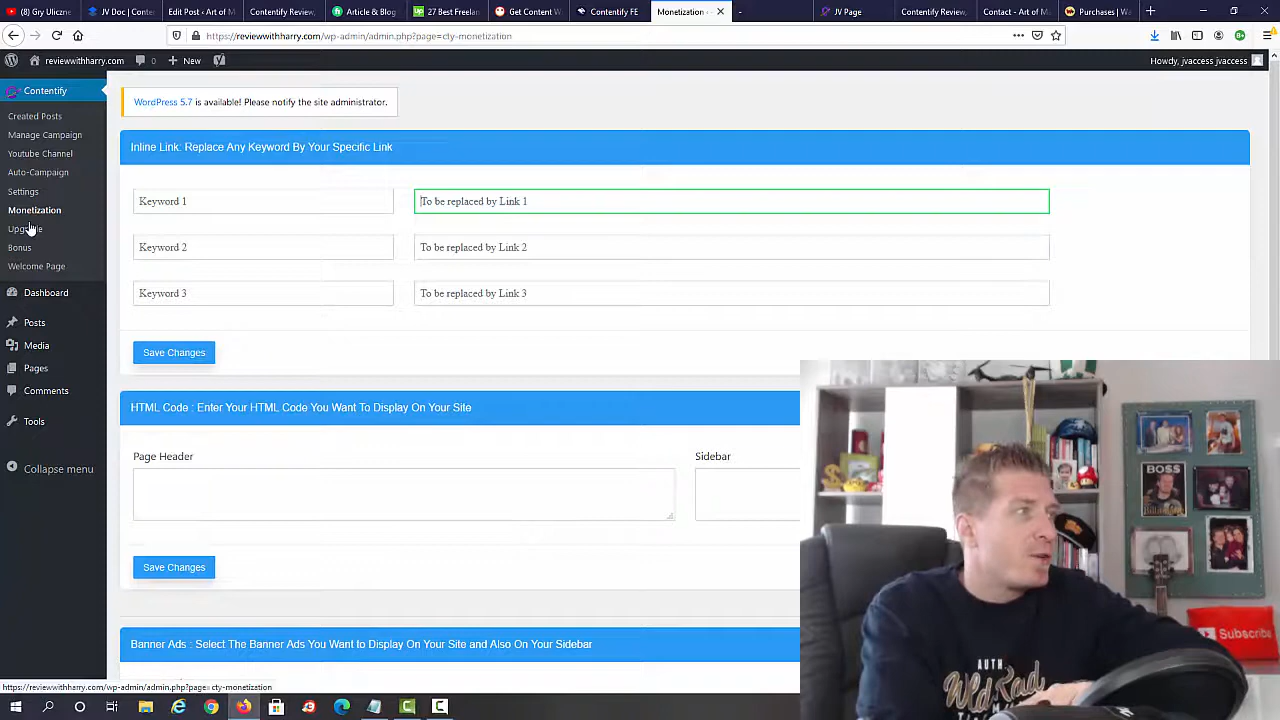 (8) Gry Uliczne JV Doc | Content Edit Post ‹ Art of M Contentify Review, Article & Blog 27 Best Freelan Get Content W Contentify FE Monetization JV Page Contentify Review, Contact - Art of M Purchases | Wa
https://reviewwithharry.com/wp-admin/admin.php?page=cty-monetization
reviewwithharry.com 0 New Howdy, jvaccess jvaccess
Contentify
Created Posts
Manage Campaign
Youtube Channel
Auto-Campaign
Settings
Monetization
Upgrade
Bonus
Welcome Page
Dashboard
Posts
Media
Pages
Comments
Tools
Collapse menu
WordPress 5.7 is available! Please notify the site administrator.
Inline Link: Replace Any Keyword By Your Specific Link
Keyword 1 To be replaced by Link 1
Keyword 2 To be replaced by Link 2
Keyword 3 To be replaced by Link 3
Save Changes
HTML Code : Enter Your HTML Code You Want To Display On Your Site
Page Header Sidebar
Save Changes
Banner Ads : Select The Banner Ads You Want to Display On Your Site and Also On Your Sidebar
https://reviewwithharry.com/wp-admin/admin.php?page=cty-monetization
BOSS
Subscribe
AUTH.